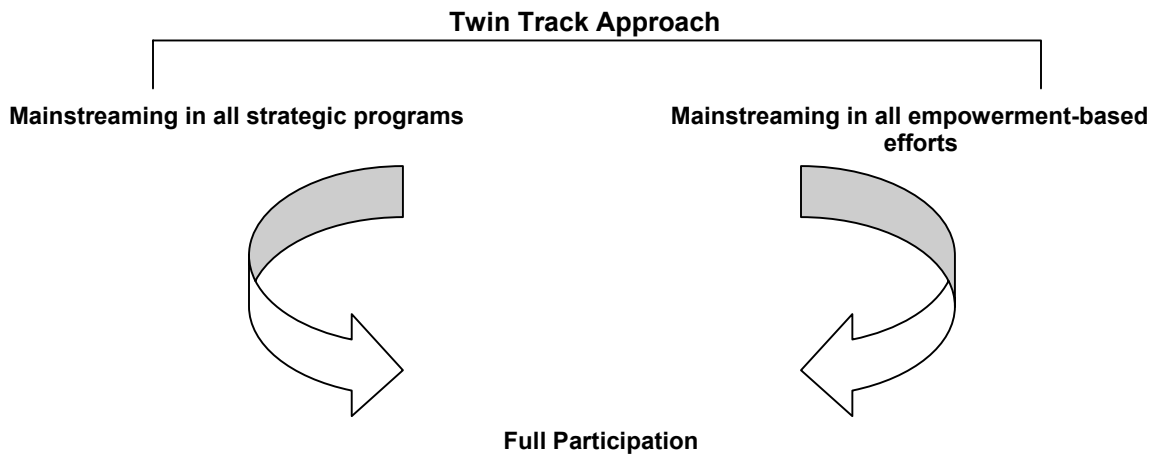 Twin Track Approach
Mainstreaming in all strategic programs
Mainstreaming in all empowerment-based
efforts
Full Participation